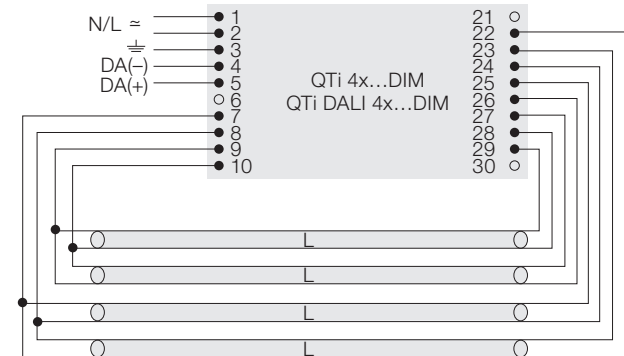 N/L ≃
DA(−)
DA(+)
1
2
3
4
5
6
7
8
9
10
QTi 4x…DIM
QTi DALI 4x…DIM
21
22
23
24
25
26
27
28
29
30
L
L
L
L